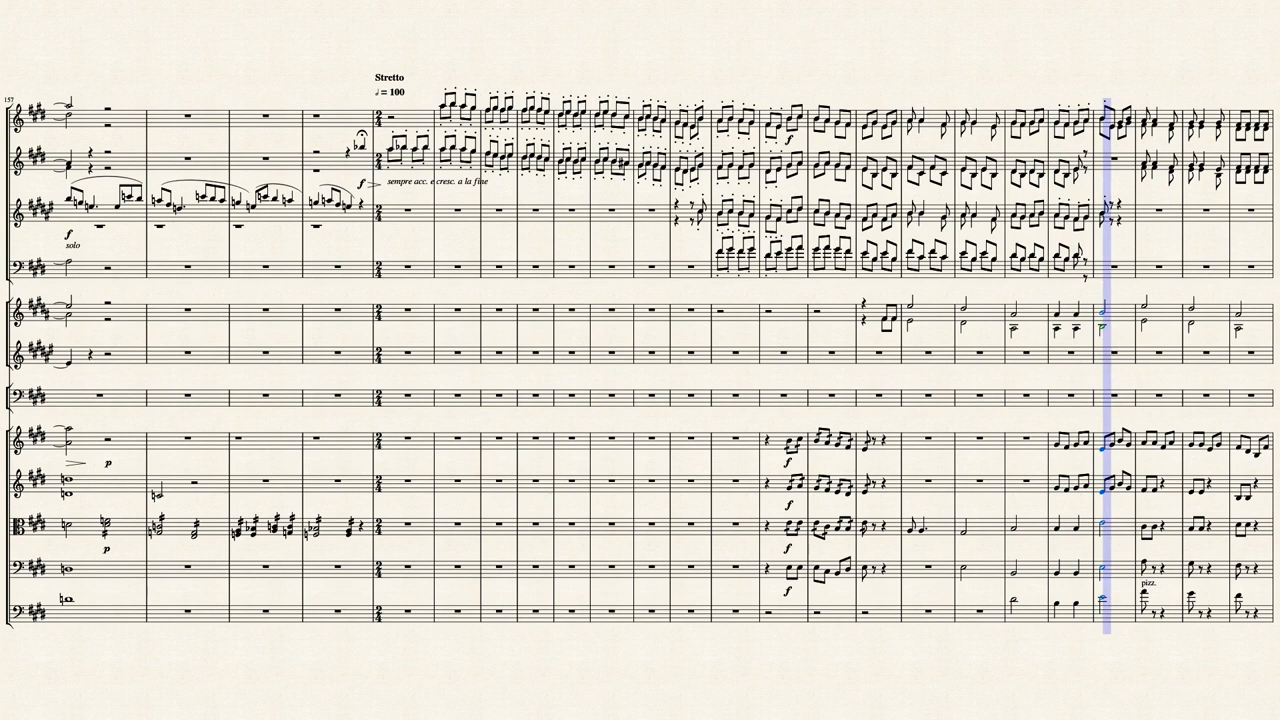 Stretto
♩ = 100
157
f
f
sempre acc. e cresc. a la fine
f
solo
p
f
f
p
f
f
pizz.